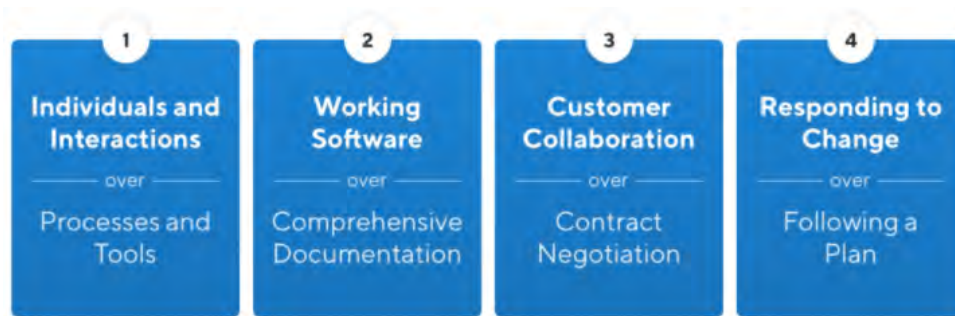 1
Individuals and
Interactions
over
Processes and
Tools
2
Working
Software
over
Comprehensive
Documentation
3
Customer
Collaboration
over
Contract
Negotiation
4
Responding to
Change
over
Following a
Plan